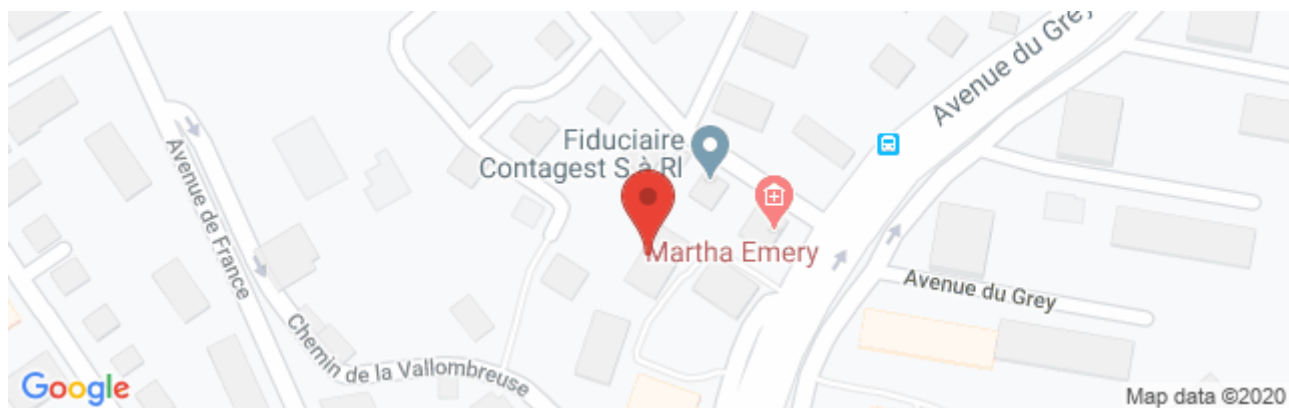 Avenue du Grey
Fiduciaire
Contagest S à Rl
Avenue de France
Martha Emery
Avenue du Grey
Chemin de la Vallombreuse
Google
Map data ©2020